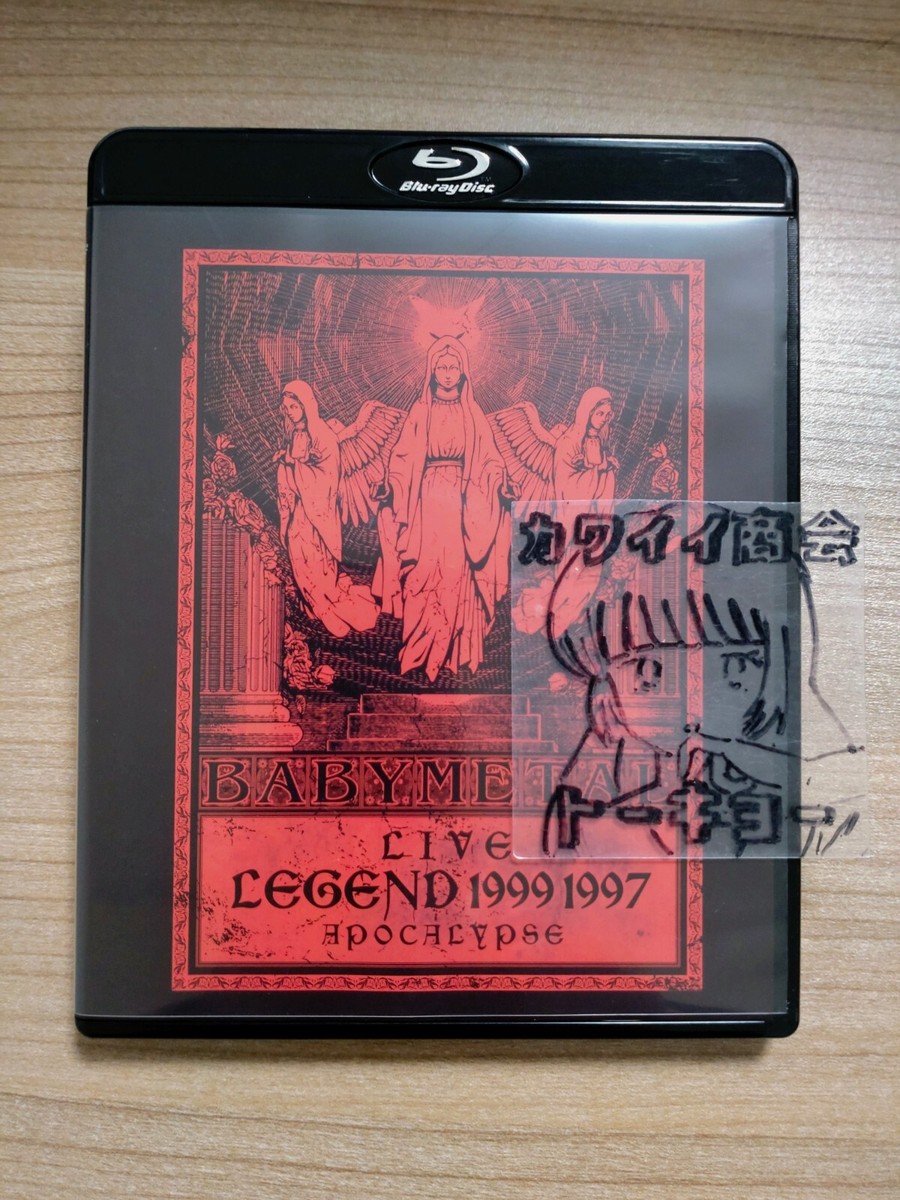 Blu-ray Disc
BABYMETAL
LIVE
LEGEND 1999 1997
APOCALYPSE
カワイイ商会
トーキョー